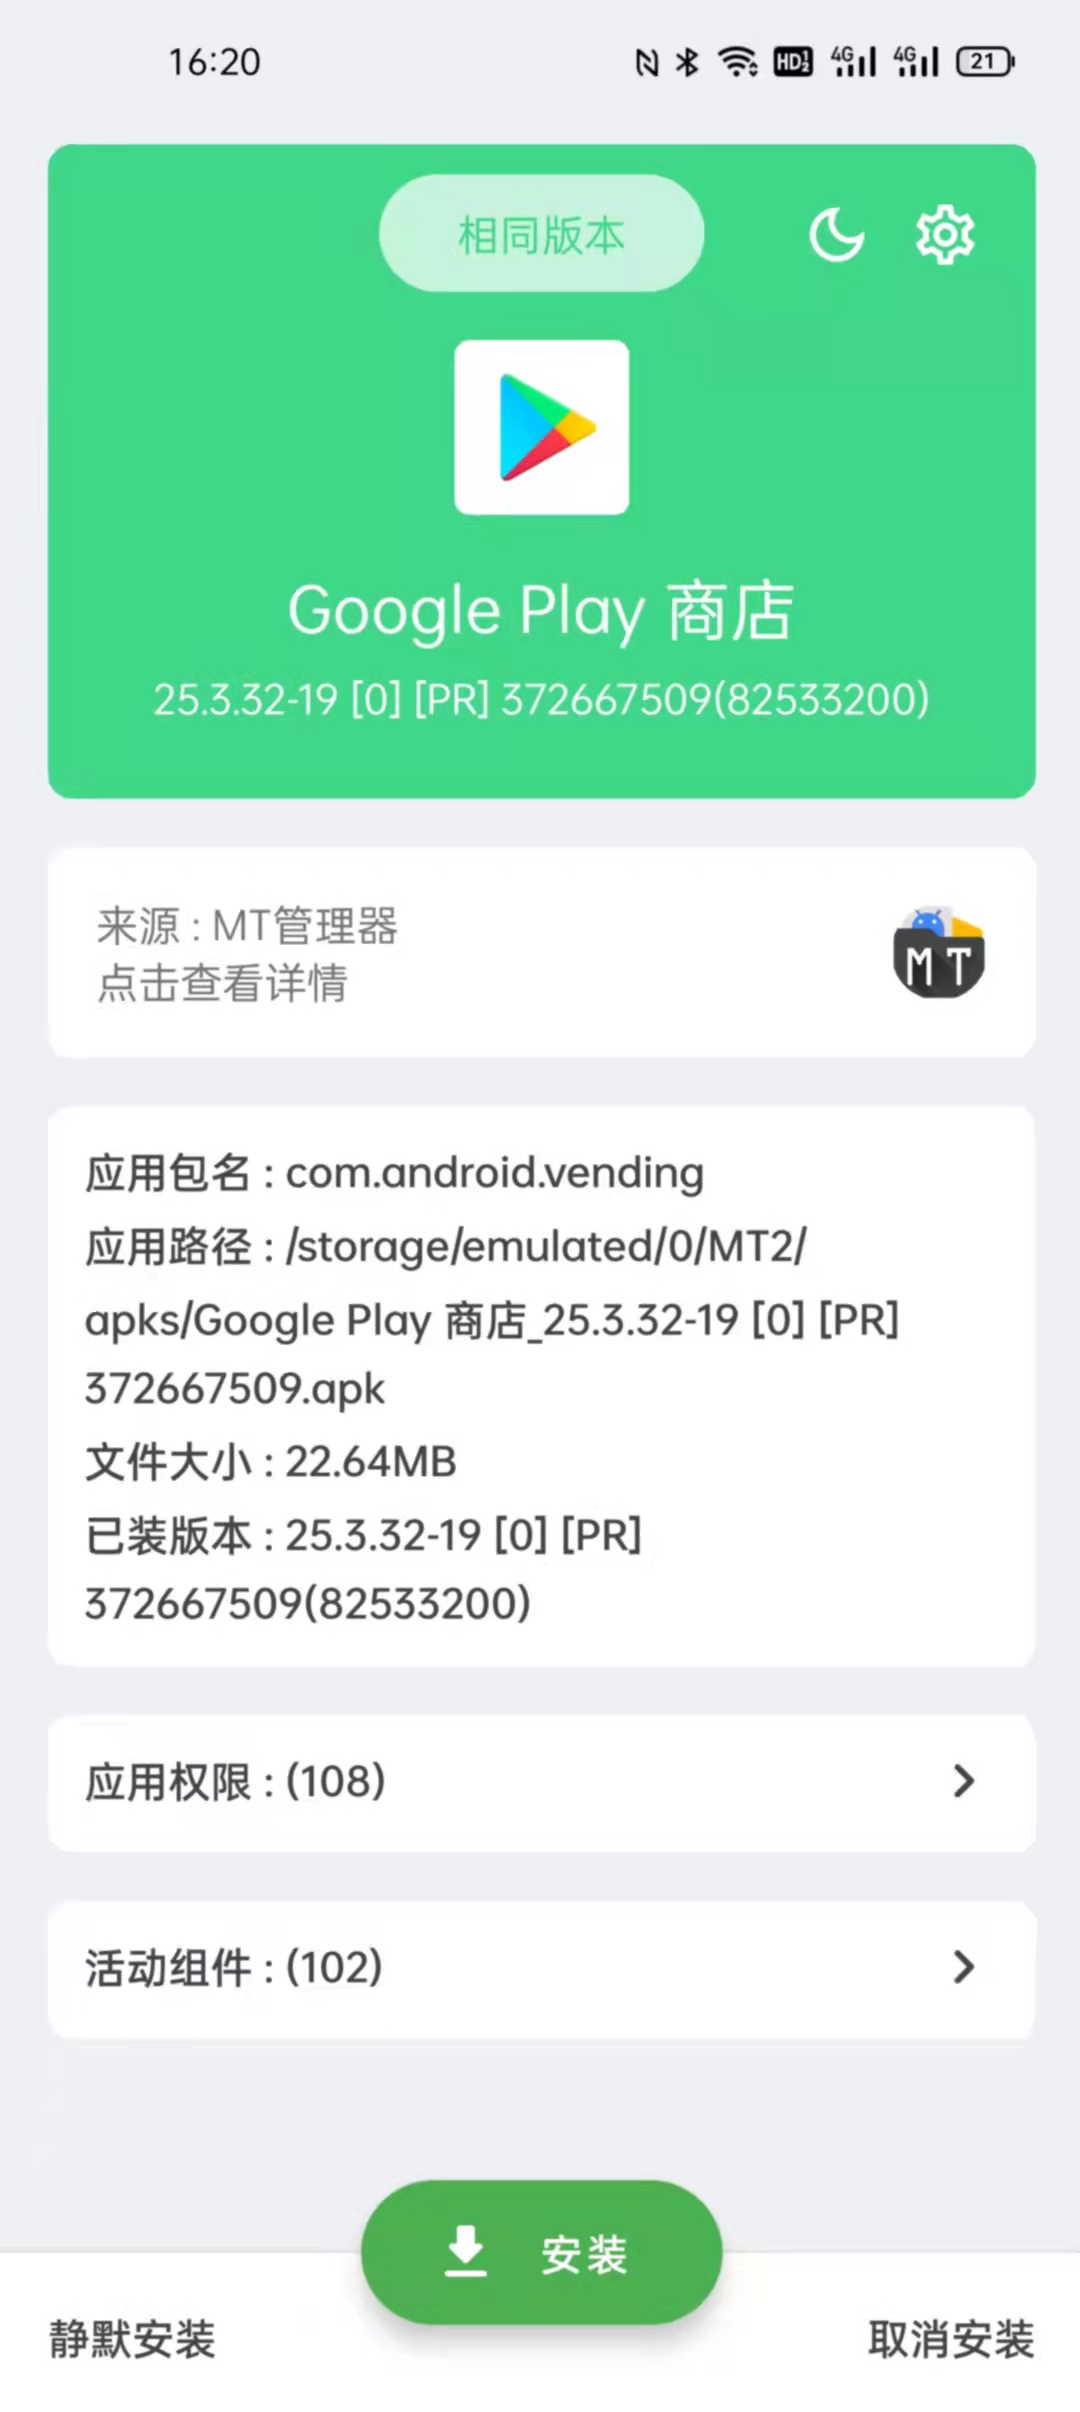 16:20
HD1 2 4G 4G 21
相同版本
Google Play 商店
25.3.32-19 [0] [PR] 372667509(82533200)
来源 : MT管理器
点击查看详情
MT
应用包名 : com.android.vending
应用路径 : /storage/emulated/0/MT2/
apks/Google Play 商店_25.3.32-19 [0] [PR]
372667509.apk
文件大小 : 22.64MB
已装版本 : 25.3.32-19 [0] [PR]
372667509(82533200)
应用权限 : (108)
活动组件 : (102)
安装
静默安装
取消安装